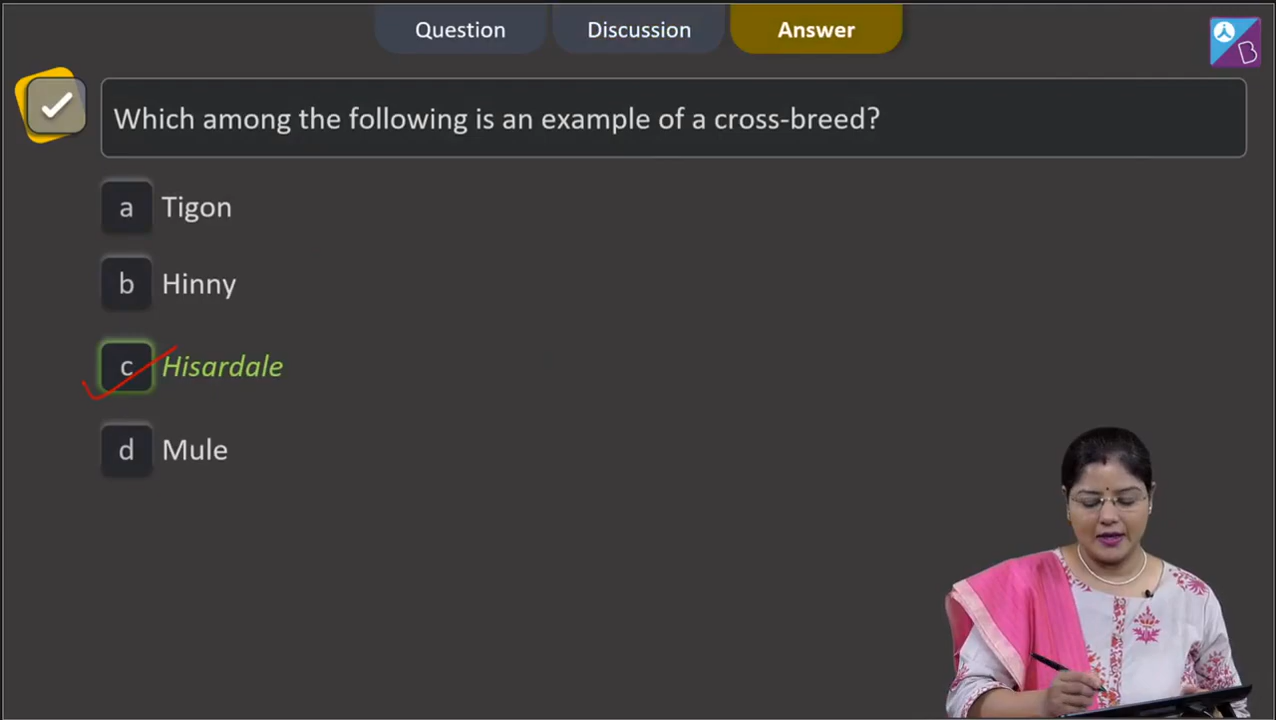 Question Discussion Answer
Which among the following is an example of a cross-breed?
a Tigon
b Hinny
c Hisardale
d Mule